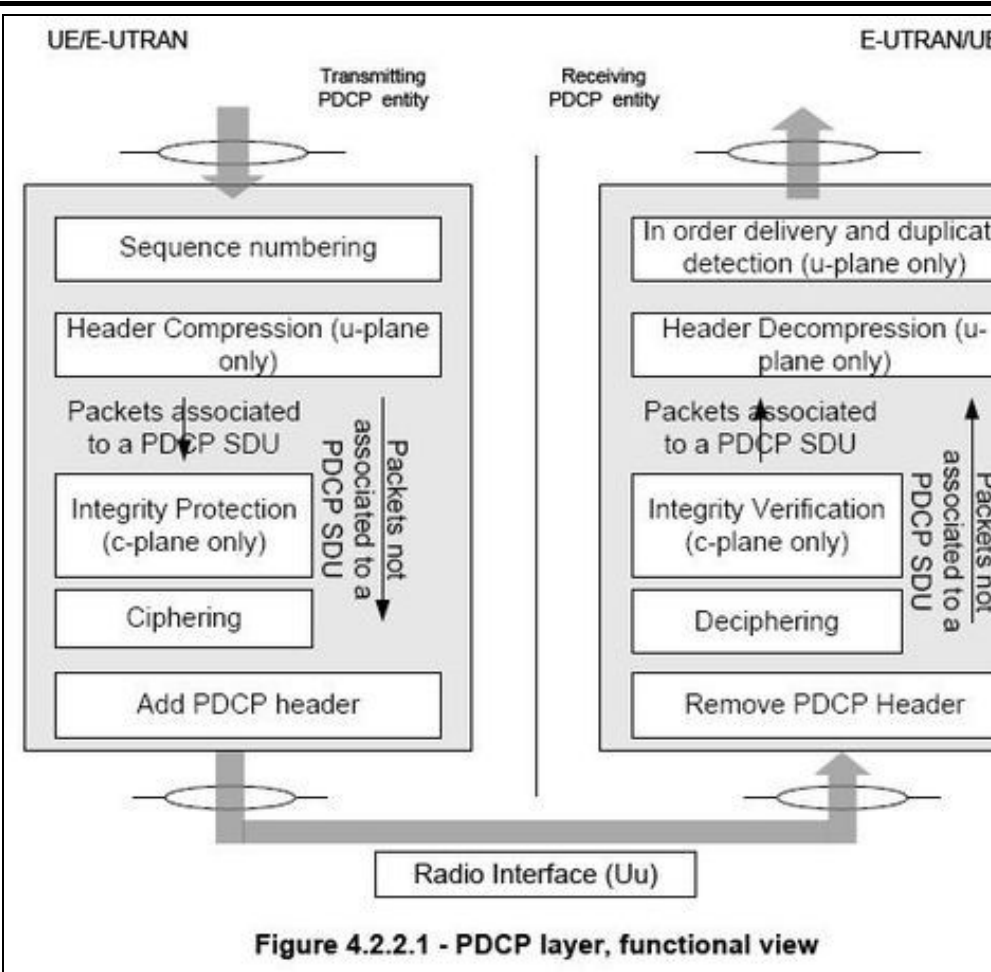 UE/E-UTRAN
E-UTRAN/UE
Transmitting
PDCP entity
Receiving
PDCP entity
Sequence numbering
Header Compression (u-plane
only)
Packets associated
to a PDCP SDU
Packets not
associated to a
PDCP SDU
Integrity Protection
(c-plane only)
Ciphering
Add PDCP header
In order delivery and duplicat
detection (u-plane only)
Header Decompression (u-
plane only)
Packets associated
to a PDCP SDU
Packets not
associated to a
PDCP SDU
Integrity Verification
(c-plane only)
Deciphering
Remove PDCP Header
Radio Interface (Uu)
Figure 4.2.2.1 - PDCP layer, functional view